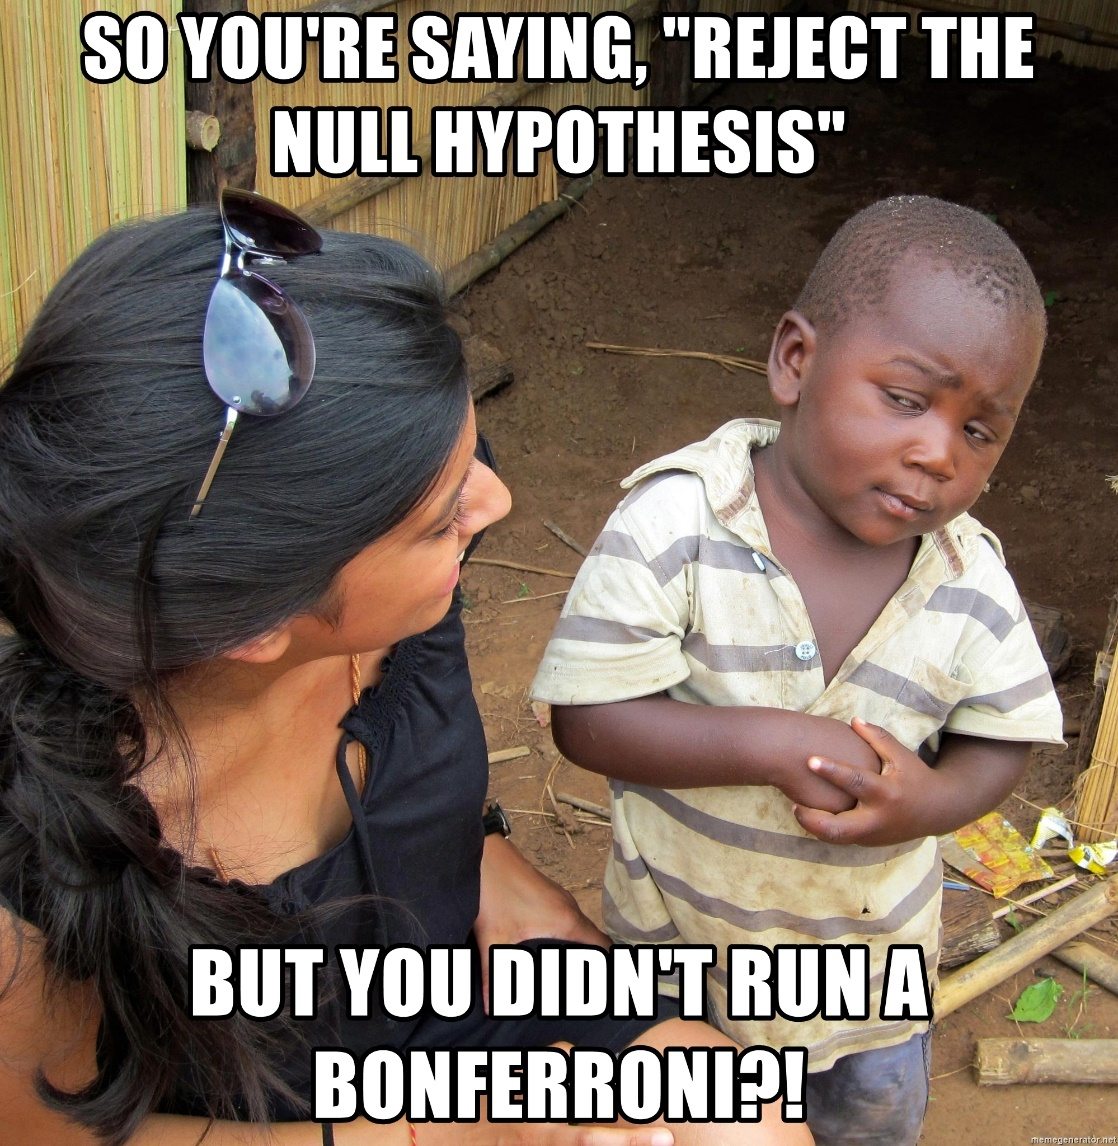 SO YOU'RE SAYING, "REJECT THE
NULL HYPOTHESIS"
BUT YOU DIDN'T RUN A
BONFERRONI?!
memegenerator.net